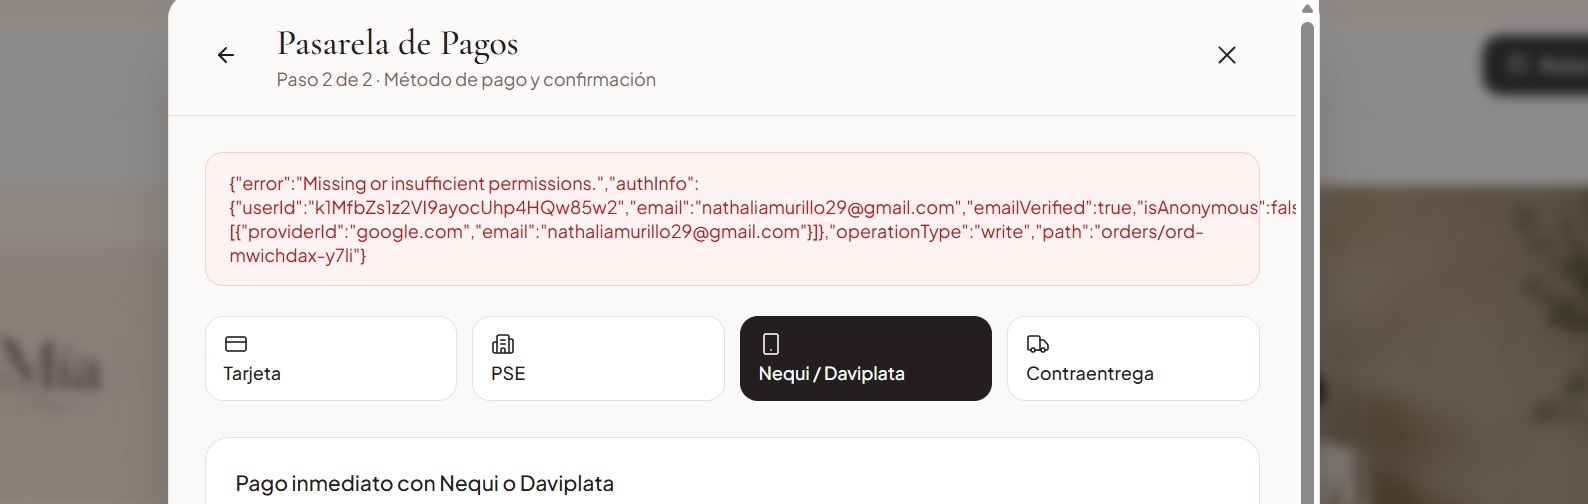 Pasarela de Pagos
Paso 2 de 2 · Método de pago y confirmación
{"error":"Missing or insufficient permissions.","authInfo":
{"userId":"k1MfbZs1z2VI9ayocUhp4HQw85w2","email":"nathaliamurillo29@gmail.com","emailVerified":true,"isAnonymous":fals
[{"providerId":"google.com","email":"nathaliamurillo29@gmail.com"}]},"operationType":"write","path":"orders/ord-
mwichdax-y7li"}
Tarjeta
PSE
Nequi / Daviplata
Contraentrega
Mía
Pago inmediato con Nequi o Daviplata